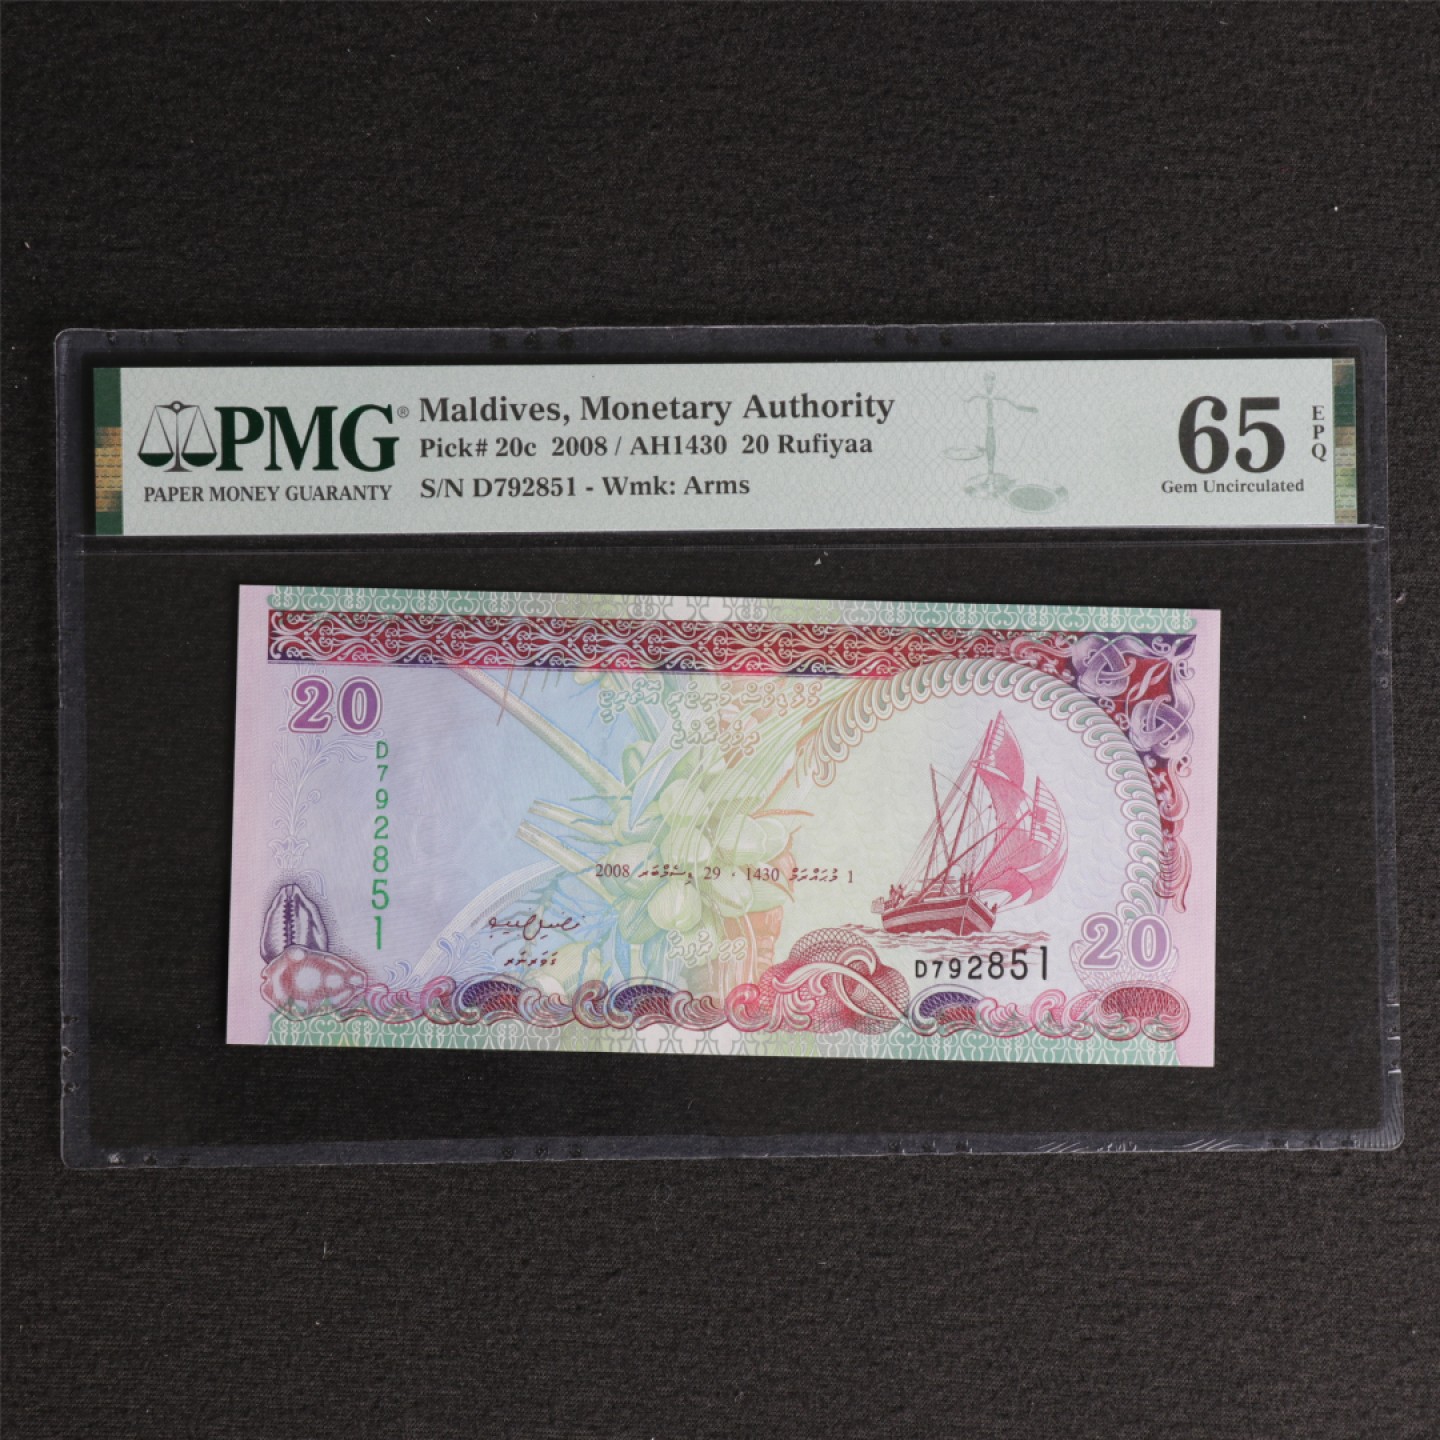 PMG®
PAPER MONEY GUARANTY
Maldives, Monetary Authority
Pick# 20c 2008 / AH1430 20 Rufiyaa
S/N D792851 - Wmk: Arms
65
EPQ
Gem Uncirculated
20
D792851
1 މުޙައްރަމް 1430 ، 29 ޑިސެމްބަރ 2008
ގަވަރނަރ
ވިހި ރުފިޔާ
20
D792851